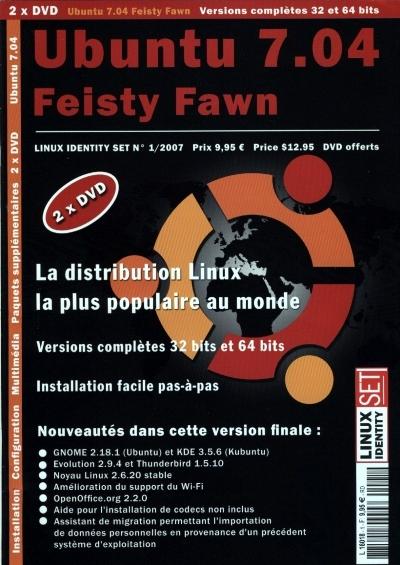 2 x DVD Ubuntu 7.04 Feisty Fawn Versions complètes 32 et 64 bits
Installation Configuration Multimédia Paquets supplémentaires 2 x DVD Ubuntu 7.04
Ubuntu 7.04
Feisty Fawn
LINUX IDENTITY SET N° 1/2007 Prix 9,95 € Price $12.95 DVD offerts
2 x DVD
La distribution Linux
la plus populaire au monde
Versions complètes 32 bits et 64 bits
Installation facile pas-à-pas
Nouveautés dans cette version finale :
GNOME 2.18.1 (Ubuntu) et KDE 3.5.6 (Kubuntu)
Evolution 2.9.4 et Thunderbird 1.5.10
Noyau Linux 2.6.20 stable
Amélioration du support du Wi-Fi
OpenOffice.org 2.2.0
Aide pour l'installation de codecs non inclus
Assistant de migration permettant l'importation
de données personnelles en provenance d'un précédent
système d'exploitation
LINUX
IDENTITY
SET
L 16018 - 1 - F 9,95 € RD